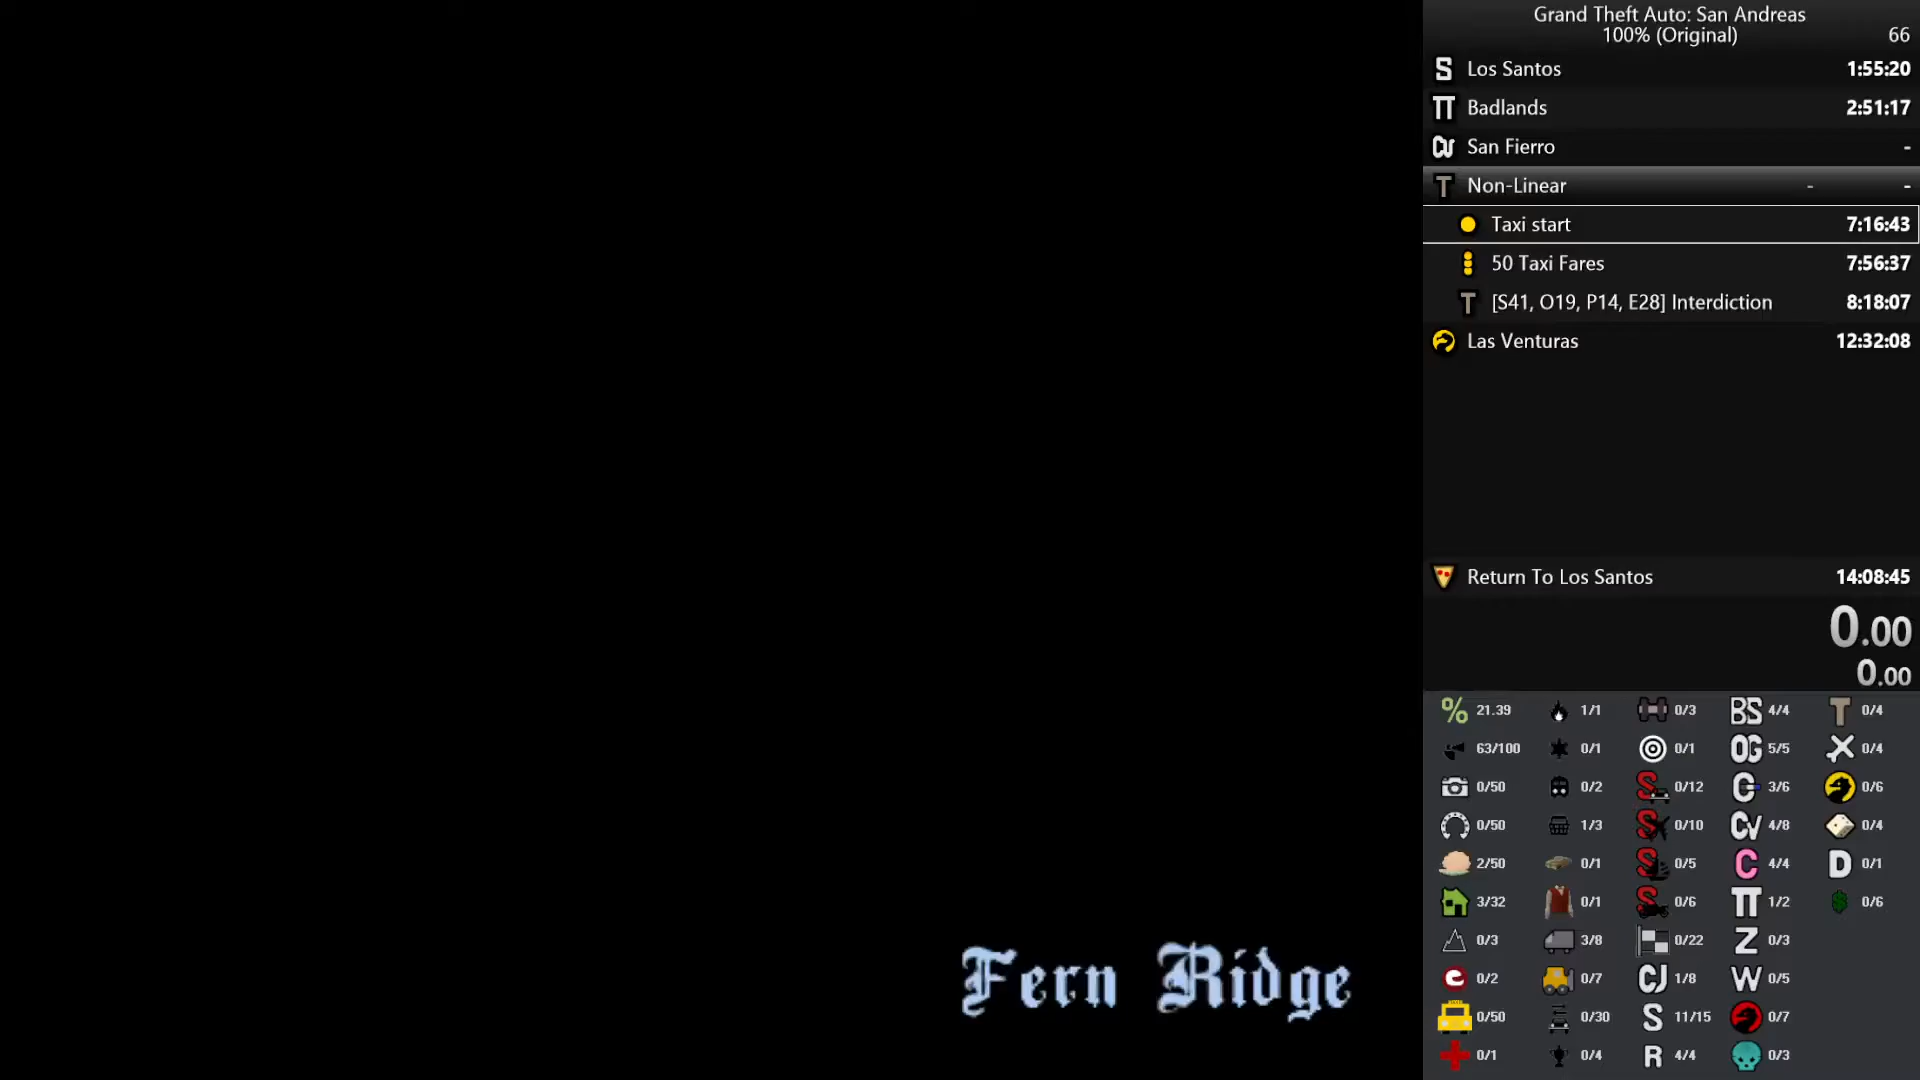 Grand Theft Auto: San Andreas
100% (Original) 66
Los Santos 1:55:20
Badlands 2:51:17
San Fierro -
Non-Linear - -
Taxi start 7:16:43
50 Taxi Fares 7:56:37
[S41, O19, P14, E28] Interdiction 8:18:07
Las Venturas 12:32:08
Return To Los Santos 14:08:45
0.00
0.00
% 21.39 1/1 0/3 BS 4/4 T 0/4
63/100 0/1 0/1 OG 5/5 0/4
0/50 0/2 S 0/12 C 3/6 0/6
0/50 1/3 S 0/10 CV 4/8 0/4
2/50 0/1 S 0/5 C 4/4 D 0/1
3/32 0/1 S 0/6 1/2 0/6
0/3 3/8 0/22 Z 0/3
e 0/2 0/7 CJ 1/8 W 0/5
0/50 0/30 S 11/15 0/7
0/1 0/4 R 4/4 0/3
Fern Ridge